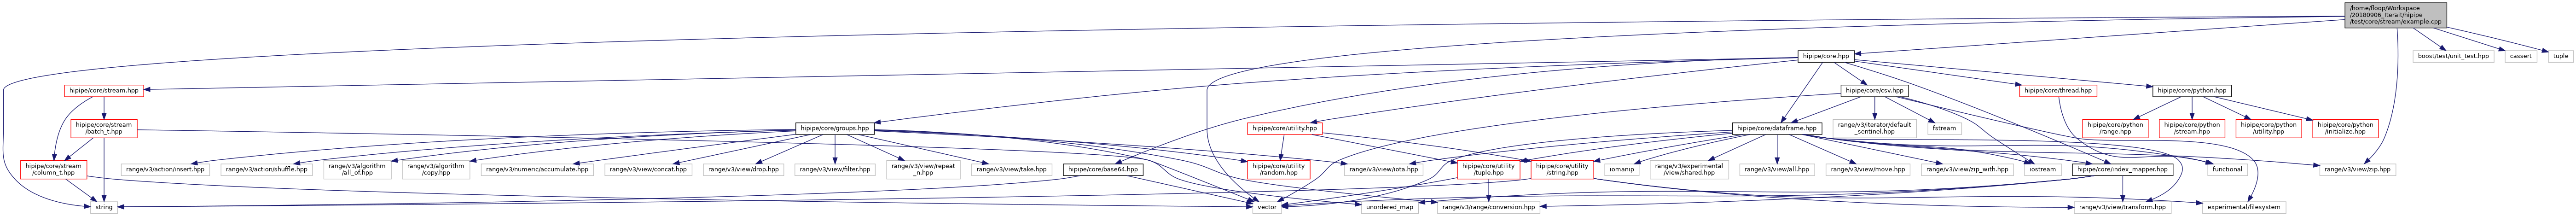 /home/floop/Workspace
/20180906_Iterait/hipipe
/test/core/stream/example.cpp
hipipe/core.hpp
boost/test/unit_test.hpp
cassert
tuple
hipipe/core/stream.hpp
hipipe/core/csv.hpp
hipipe/core/thread.hpp
hipipe/core/python.hpp
hipipe/core/stream
/batch_t.hpp
hipipe/core/groups.hpp
hipipe/core/utility.hpp
hipipe/core/dataframe.hpp
range/v3/iterator/default
_sentinel.hpp
fstream
hipipe/core/python
/range.hpp
hipipe/core/python
/stream.hpp
hipipe/core/python
/utility.hpp
hipipe/core/python
/initialize.hpp
hipipe/core/stream
/column_t.hpp
range/v3/action/insert.hpp
range/v3/action/shuffle.hpp
range/v3/algorithm
/all_of.hpp
range/v3/algorithm
/copy.hpp
range/v3/numeric/accumulate.hpp
range/v3/view/concat.hpp
range/v3/view/drop.hpp
range/v3/view/filter.hpp
range/v3/view/repeat
_n.hpp
range/v3/view/take.hpp
hipipe/core/base64.hpp
hipipe/core/utility
/random.hpp
range/v3/view/iota.hpp
hipipe/core/utility
/tuple.hpp
hipipe/core/utility
/string.hpp
iomanip
range/v3/experimental
/view/shared.hpp
range/v3/view/all.hpp
range/v3/view/move.hpp
range/v3/view/zip_with.hpp
iostream
hipipe/core/index_mapper.hpp
functional
range/v3/view/zip.hpp
string
vector
unordered_map
range/v3/range/conversion.hpp
range/v3/view/transform.hpp
experimental/filesystem